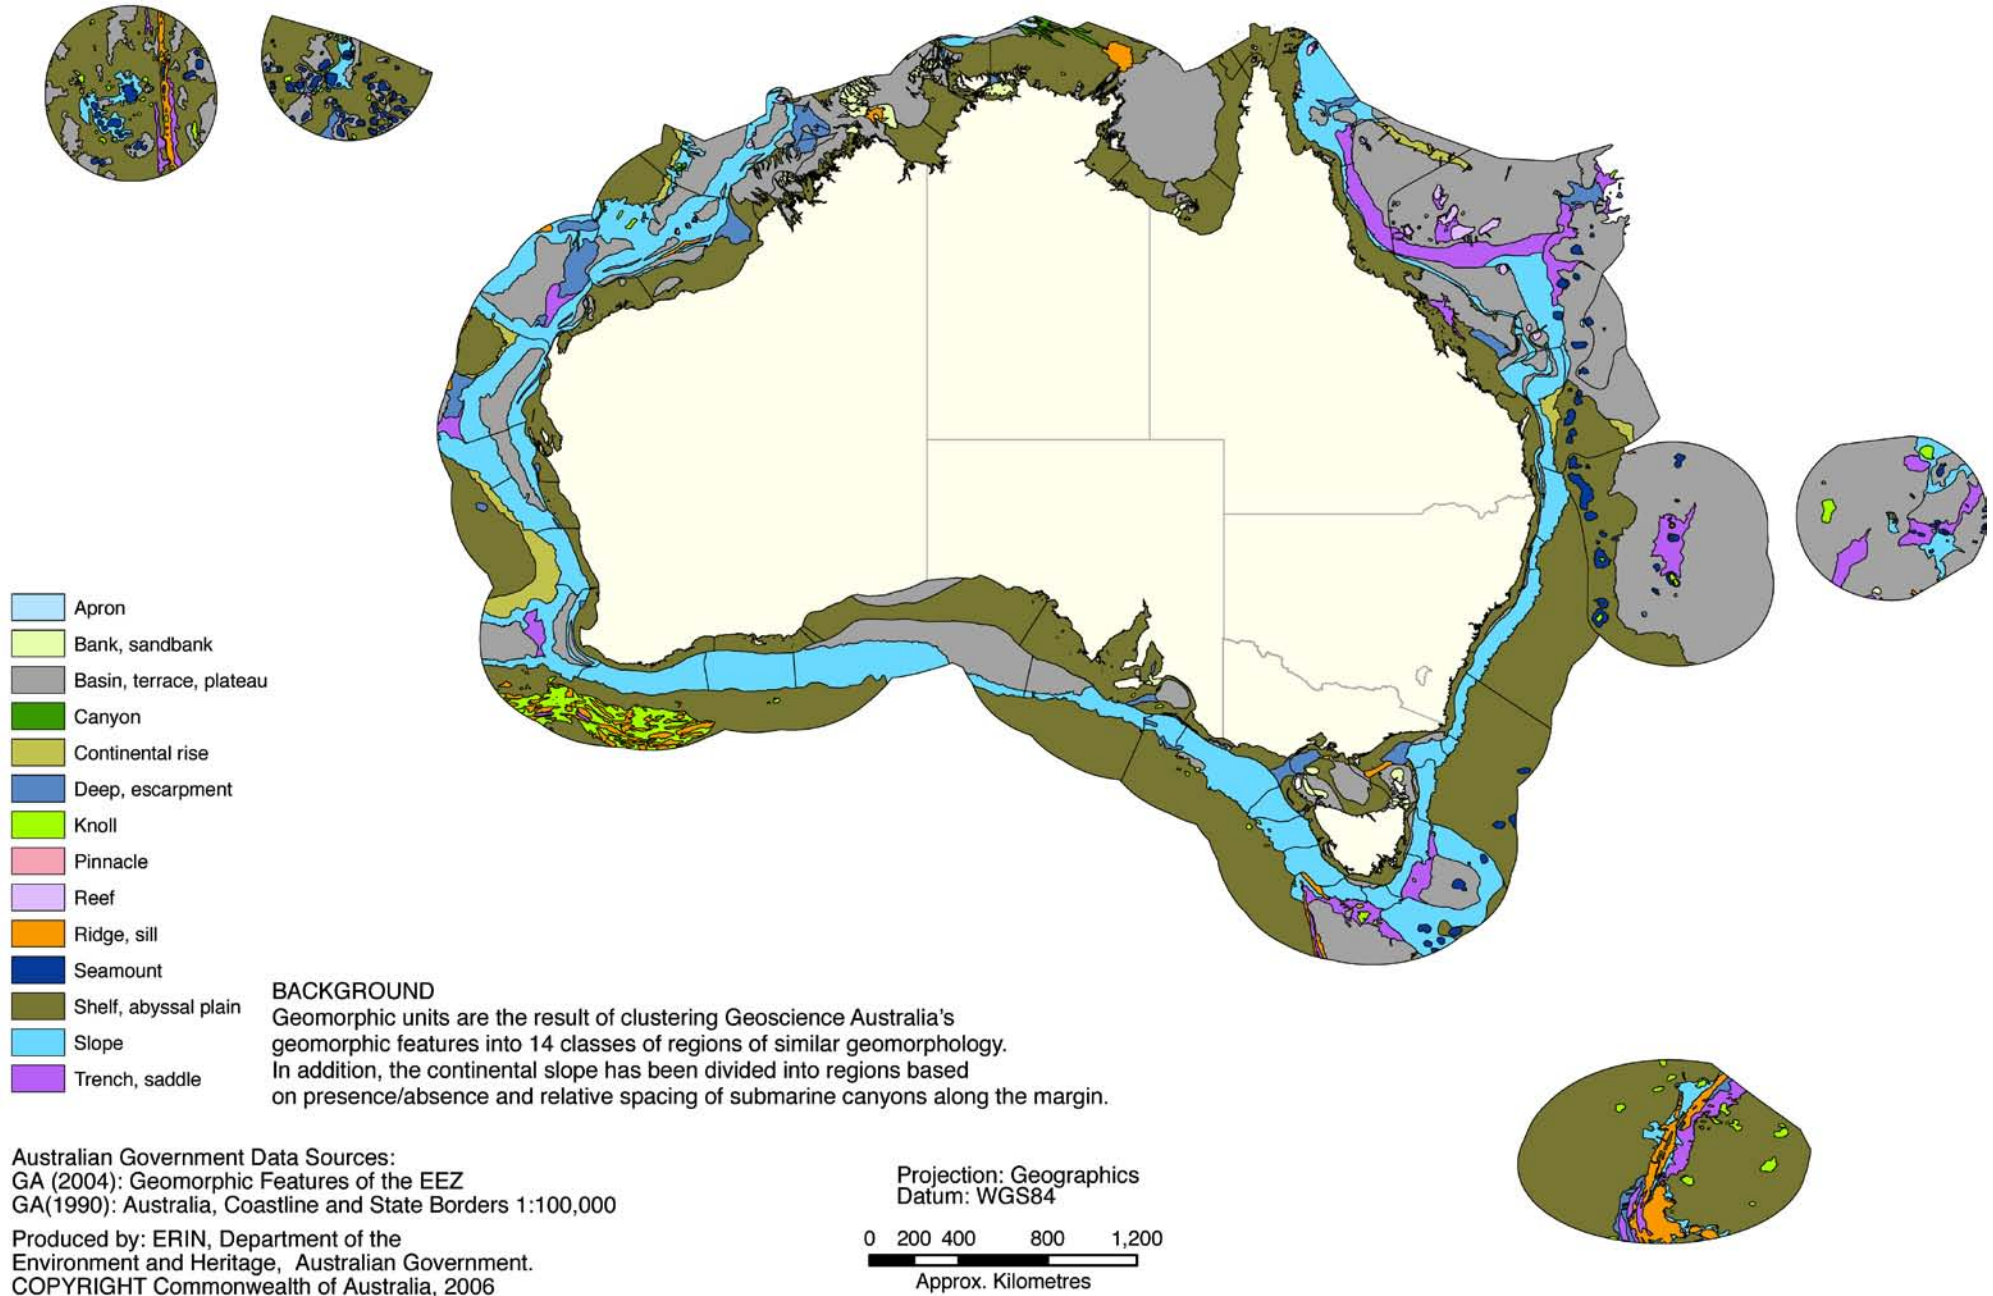 Apron
Bank, sandbank
Basin, terrace, plateau
Canyon
Continental rise
Deep, escarpment
Knoll
Pinnacle
Reef
Ridge, sill
Seamount
Shelf, abyssal plain
Slope
Trench, saddle
BACKGROUND
Geomorphic units are the result of clustering Geoscience Australia's
geomorphic features into 14 classes of regions of similar geomorphology.
In addition, the continental slope has been divided into regions based
on presence/absence and relative spacing of submarine canyons along the margin.
Australian Government Data Sources:
GA (2004): Geomorphic Features of the EEZ
GA(1990): Australia, Coastline and State Borders 1:100,000
Produced by: ERIN, Department of the
Environment and Heritage, Australian Government.
COPYRIGHT Commonwealth of Australia, 2006
Projection: Geographics
Datum: WGS84
0 200 400 800 1,200
Approx. Kilometres